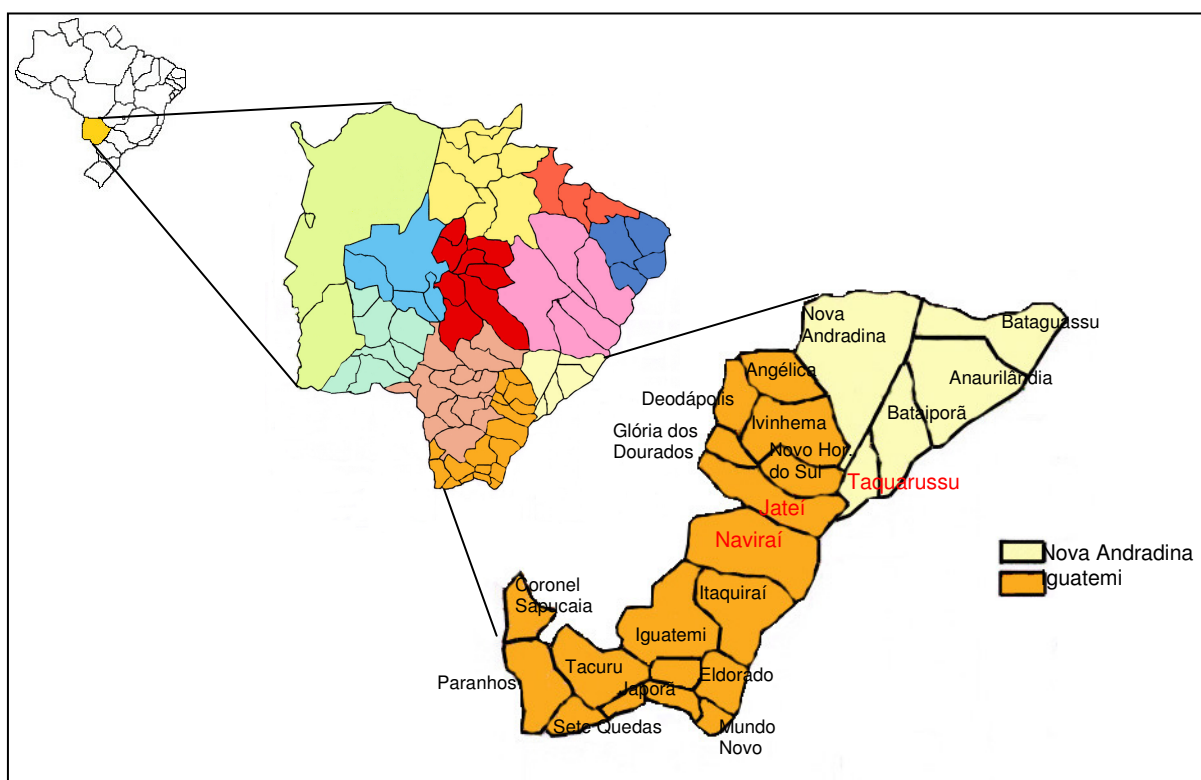 Nova
Andradina
Bataguassu
Angélica
Anaurilândia
Deodápolis
Bataiporã
Ivinhema
Glória dos
Dourados
Novo Hor.
do Sul
Taquarussu
Jateí
Naviraí
Nova Andradina
Iguatemi
Coronel
Sapucaia
Itaquiraí
Iguatemi
Tacuru
Eldorado
Paranhos
Japorã
Sete Quedas
Mundo
Novo